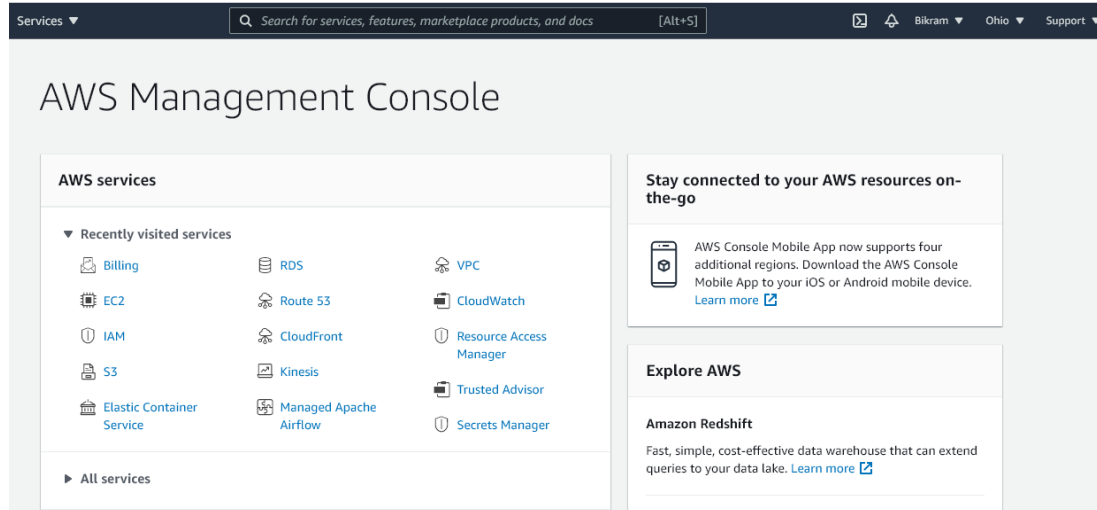 Services ▼
Search for services, features, marketplace products, and docs [Alt+S]
Bikram ▼
Ohio ▼
Support ▼
AWS Management Console
AWS services
▼ Recently visited services
Billing
EC2
IAM
S3
Elastic Container
Service
RDS
Route 53
CloudFront
Kinesis
Managed Apache
Airflow
VPC
CloudWatch
Resource Access
Manager
Trusted Advisor
Secrets Manager
▶ All services
Stay connected to your AWS resources on-
the-go
AWS Console Mobile App now supports four
additional regions. Download the AWS Console
Mobile App to your iOS or Android mobile device.
Learn more
Explore AWS
Amazon Redshift
Fast, simple, cost-effective data warehouse that can extend
queries to your data lake. Learn more